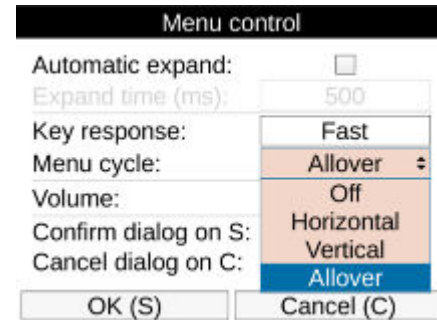 Menu control
Automatic expand:
Expand time (ms): 500
Key response: Fast
Menu cycle: Allover
Off
Volume:
Horizontal
Confirm dialog on S:
Vertical
Cancel dialog on C:
Allover
OK (S) Cancel (C)